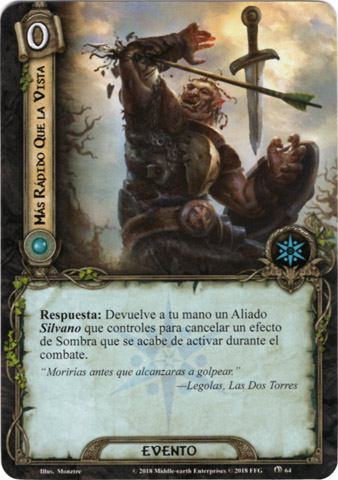 0
MÁS RÁPIDO QUE LA VISTA
Respuesta: Devuelve a tu mano un Aliado
Silvano que controles para cancelar un efecto
de Sombra que se acabe de activar durante el
combate.
“Morirías antes que alcanzaras a golpear.”
—Legolas, Las Dos Torres
EVENTO
Illus. Monztre © 2018 Middle-earth Enterprises © 2018 FFG 64